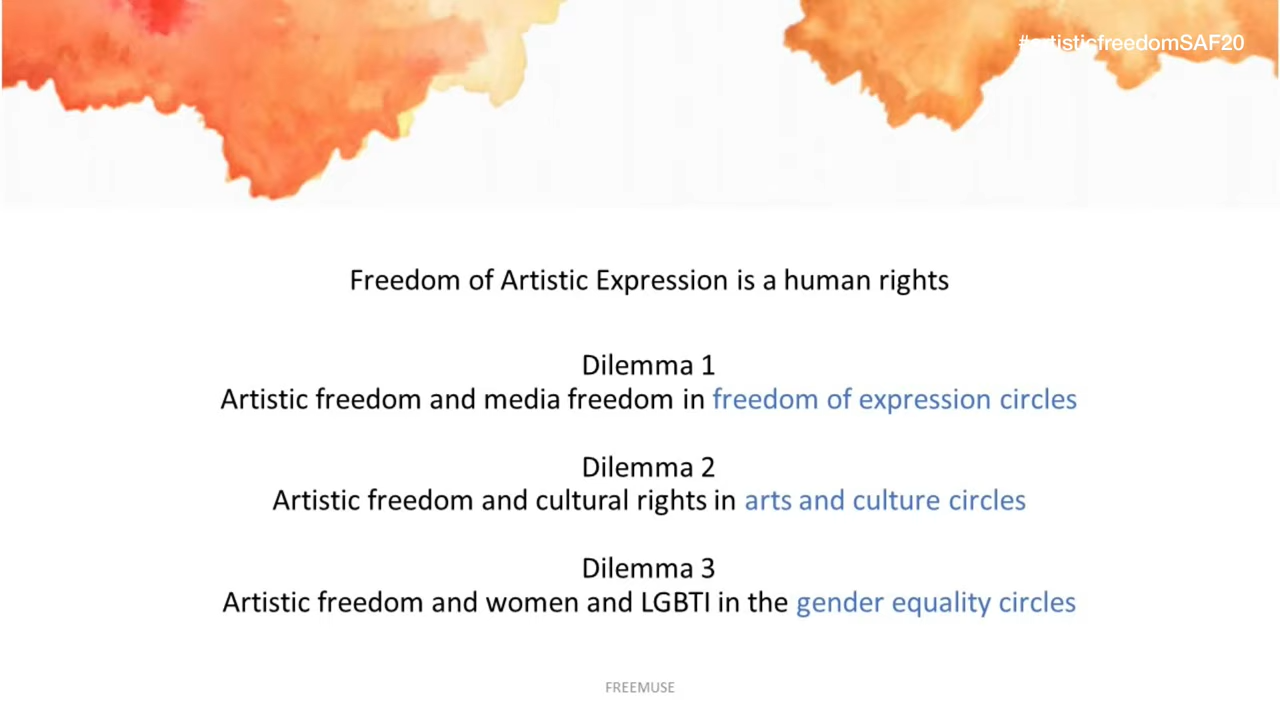 #artisticfreedomSAF20
Freedom of Artistic Expression is a human rights
Dilemma 1
Artistic freedom and media freedom in freedom of expression circles
Dilemma 2
Artistic freedom and cultural rights in arts and culture circles
Dilemma 3
Artistic freedom and women and LGBTI in the gender equality circles
FREEMUSE